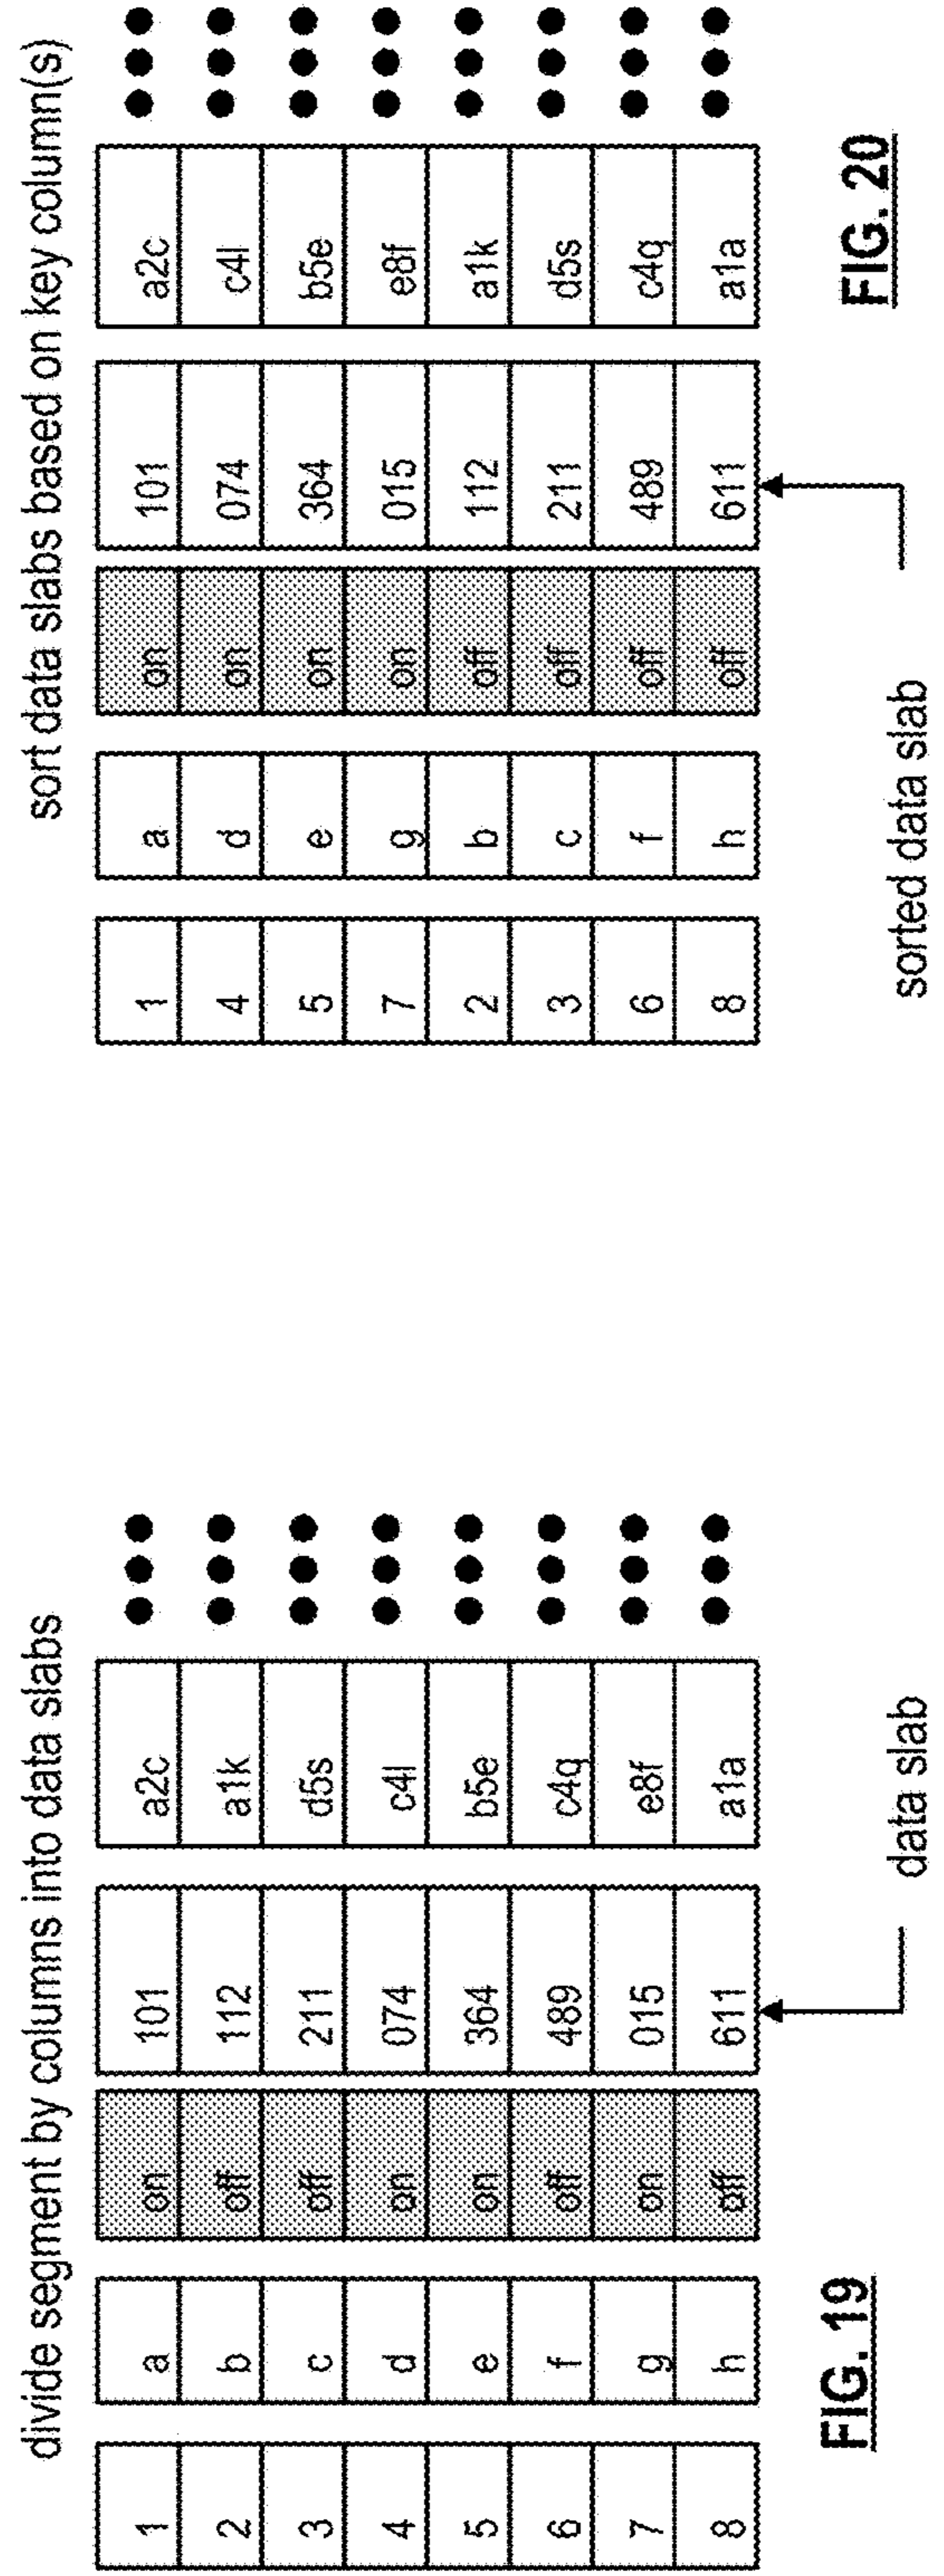 divide segment by columns into data slabs
1 a on 101 a2c
2 b off 112 a1k
3 c off 211 d5s
4 d on 074 c4l
5 e on 364 b5e
6 f off 489 c4q
7 g on 015 e8f
8 h off 611 a1a
data slab
FIG. 19
sort data slabs based on key column(s)
1 a on 101 a2c
4 d on 074 c4l
5 e on 364 b5e
7 g on 015 e8f
2 b off 112 a1k
3 c off 211 d5s
6 f off 489 c4q
8 h off 611 a1a
sorted data slab
FIG. 20